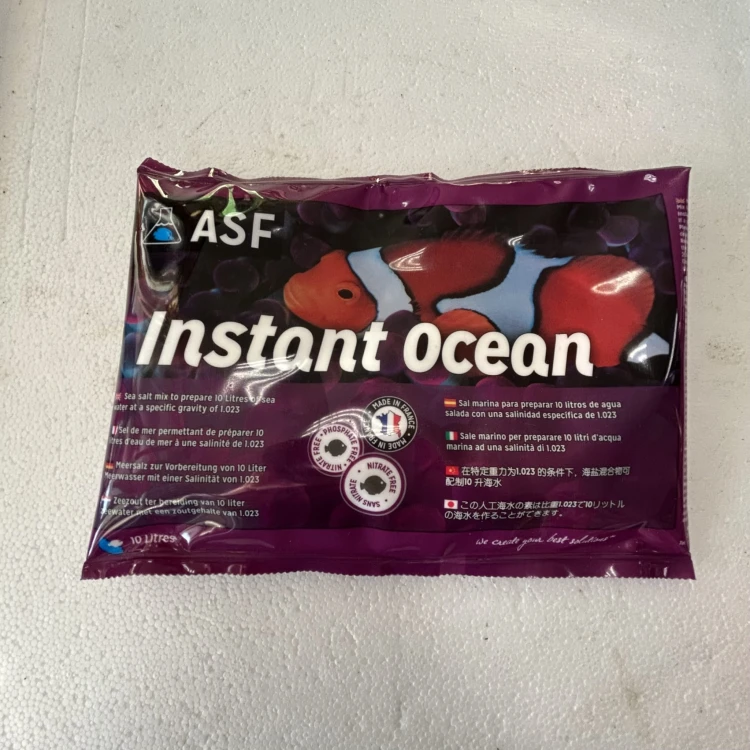 ASF
Instant Ocean
Sea salt mix to prepare 10 Litres of sea
water at a specific gravity of 1.023
Sel de mer permettant de préparer 10
litres d'eau de mer à une salinité de 1.023
Meersalz zur Vorbereitung von 10 Liter
Meerwasser mit einer Salinität von 1.023
Zeezout ter bereiding van 10 liter
zeewater met een zoutgehalte van 1.023
10 Litres
MADE IN FRANCE • MADE IN FRANCE
PHOSPHATE FREE • NITRATE FREE •
NITRATE FREE • SANS NITRATE •
Sal marina para preparar 10 litros de agua
salada con una salinidad especifica de 1.023
Sale marino per preparare 10 litri d'acqua
marina ad una salinità di 1.023
在特定重力为1.023 的条件下，海盐混合物可
配制10 升海水
この人工海水の素は比重1.023で10リットル
の海水を作ることができます。
we create your best solutions